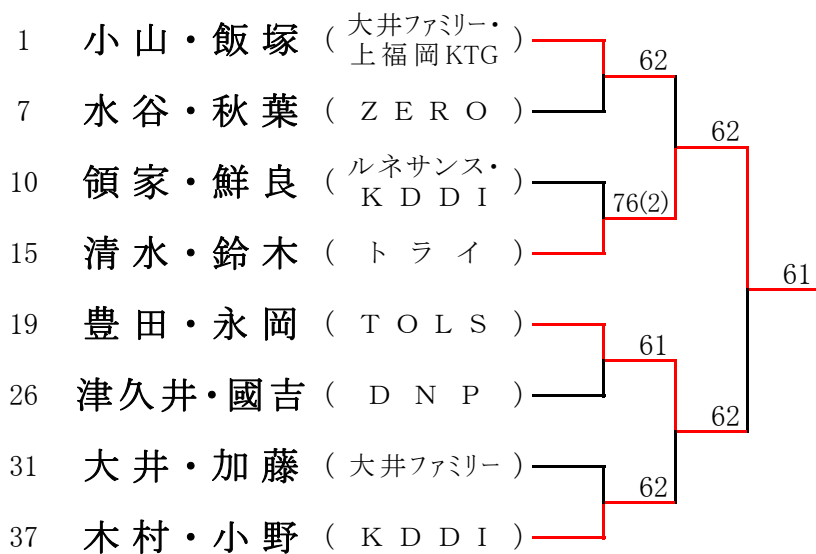 1 小山・飯塚 (大井ファミリー・
上福岡KTG)
62
7 水谷・秋葉 (ZERO)
62
10 領家・鮮良 (ルネサンス・
KDDI)
76(2)
15 清水・鈴木 (トライ)
61
19 豊田・永岡 (TOLS)
61
26 津久井・國吉 (DNP)
62
31 大井・加藤 (大井ファミリー)
62
37 木村・小野 (KDDI)